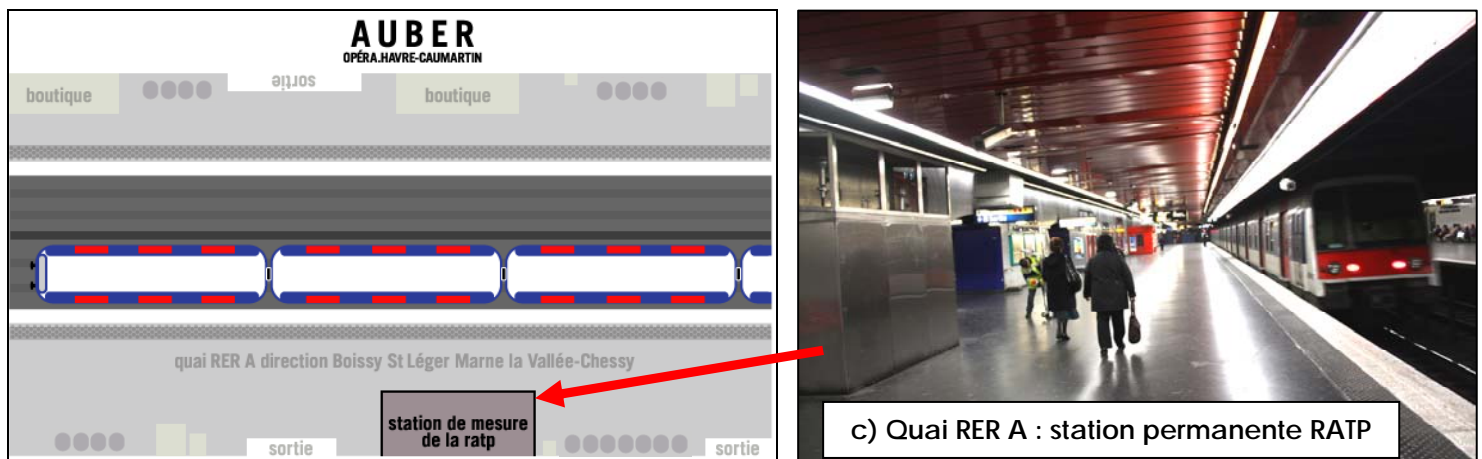 AUBER
OPÉRA.HAVRE-CAUMARTIN
sortie
boutique
boutique
quai RER A direction Boissy St Léger Marne la Vallée-Chessy
station de mesure
de la ratp
sortie
sortie
c) Quai RER A : station permanente RATP